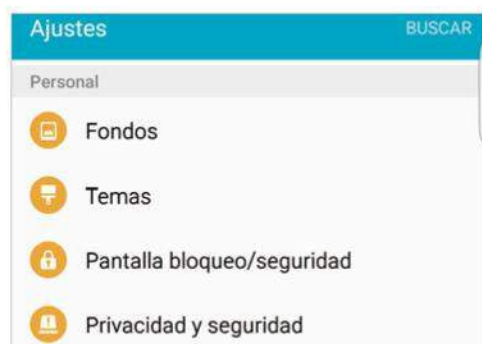 Ajustes BUSCAR
Personal
Fondos
Temas
Pantalla bloqueo/seguridad
Privacidad y seguridad